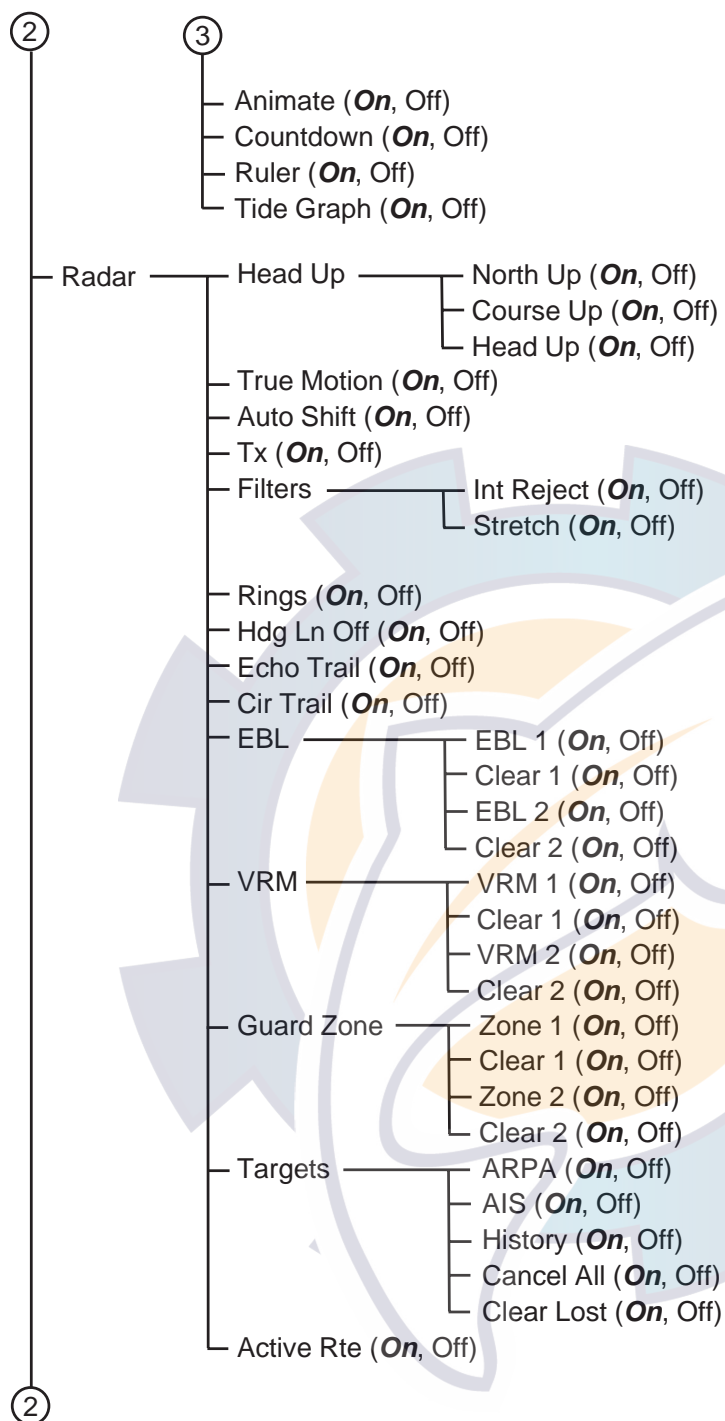 2 3
Animate (On, Off)
Countdown (On, Off)
Ruler (On, Off)
Tide Graph (On, Off)
Radar Head Up North Up (On, Off)
Course Up (On, Off)
Head Up (On, Off)
True Motion (On, Off)
Auto Shift (On, Off)
Tx (On, Off)
Filters Int Reject (On, Off)
Stretch (On, Off)
Rings (On, Off)
Hdg Ln Off (On, Off)
Echo Trail (On, Off)
Cir Trail (On, Off)
EBL EBL 1 (On, Off)
Clear 1 (On, Off)
EBL 2 (On, Off)
Clear 2 (On, Off)
VRM VRM 1 (On, Off)
Clear 1 (On, Off)
VRM 2 (On, Off)
Clear 2 (On, Off)
Guard Zone Zone 1 (On, Off)
Clear 1 (On, Off)
Zone 2 (On, Off)
Clear 2 (On, Off)
Targets ARPA (On, Off)
AIS (On, Off)
History (On, Off)
Cancel All (On, Off)
Clear Lost (On, Off)
Active Rte (On, Off)
2